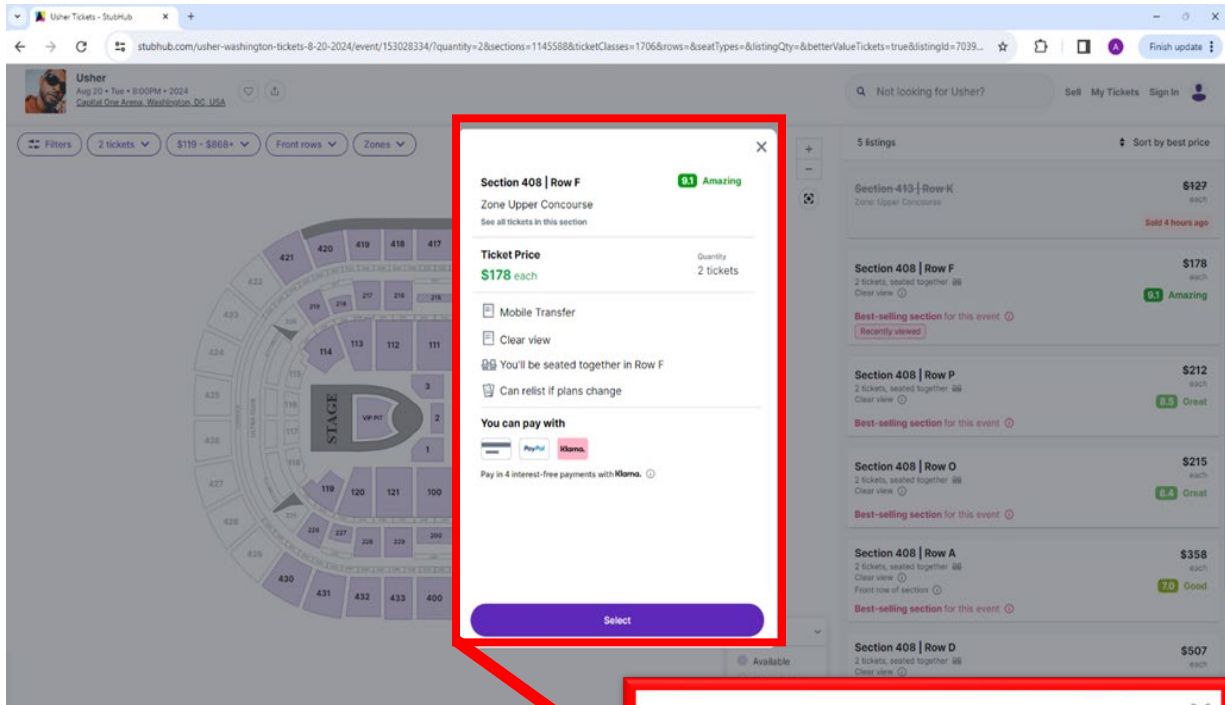 Usher Tickets - StubHub
stubhub.com/usher-washington-tickets-8-20-2024/event/153028334/?quantity=2&sections=1145588&ticketClasses=1706&rows=&seatTypes=&listingQty=&betterValueTickets=true&listingId=7039...
Finish update
Usher
Aug 20 • Tue • 8:00PM • 2024
Capital One Arena, Washington, DC, USA
Not looking for Usher?
Sell My Tickets Sign In
Filters
2 tickets
$119 - $868+
Front rows
Zones
5 listings
Sort by best price
Section 408 | Row F
9.1 Amazing
Zone Upper Concourse
See all tickets in this section
Ticket Price
$178 each
Quantity
2 tickets
Mobile Transfer
Clear view
You'll be seated together in Row F
Can relist if plans change
You can pay with
PayPal
Klarna.
Pay in 4 interest-free payments with Klarna.
Select
Available
421 420 419 418 417
422
423
424
425
426
427
428
429
430 431 432 433 400
217 216 215
114 113 112 111
115
116
117
118
119 120 121 100
226 227 228 229 200
STAGE
VIP PIT
3
2
1
Section 413 | Row K
$127
each
Zone: Upper Concourse
Sold 4 hours ago
Section 408 | Row F
$178
each
2 tickets, seated together
Clear view
9.1 Amazing
Best-selling section for this event
Recently viewed
Section 408 | Row P
$212
each
2 tickets, seated together
Clear view
8.5 Great
Best-selling section for this event
Section 408 | Row O
$215
each
2 tickets, seated together
Clear view
8.4 Great
Best-selling section for this event
Section 408 | Row A
$358
each
2 tickets, seated together
Clear view
Front row of section
7.0 Good
Best-selling section for this event
Section 408 | Row D
$507
each
2 tickets, seated together
Clear view